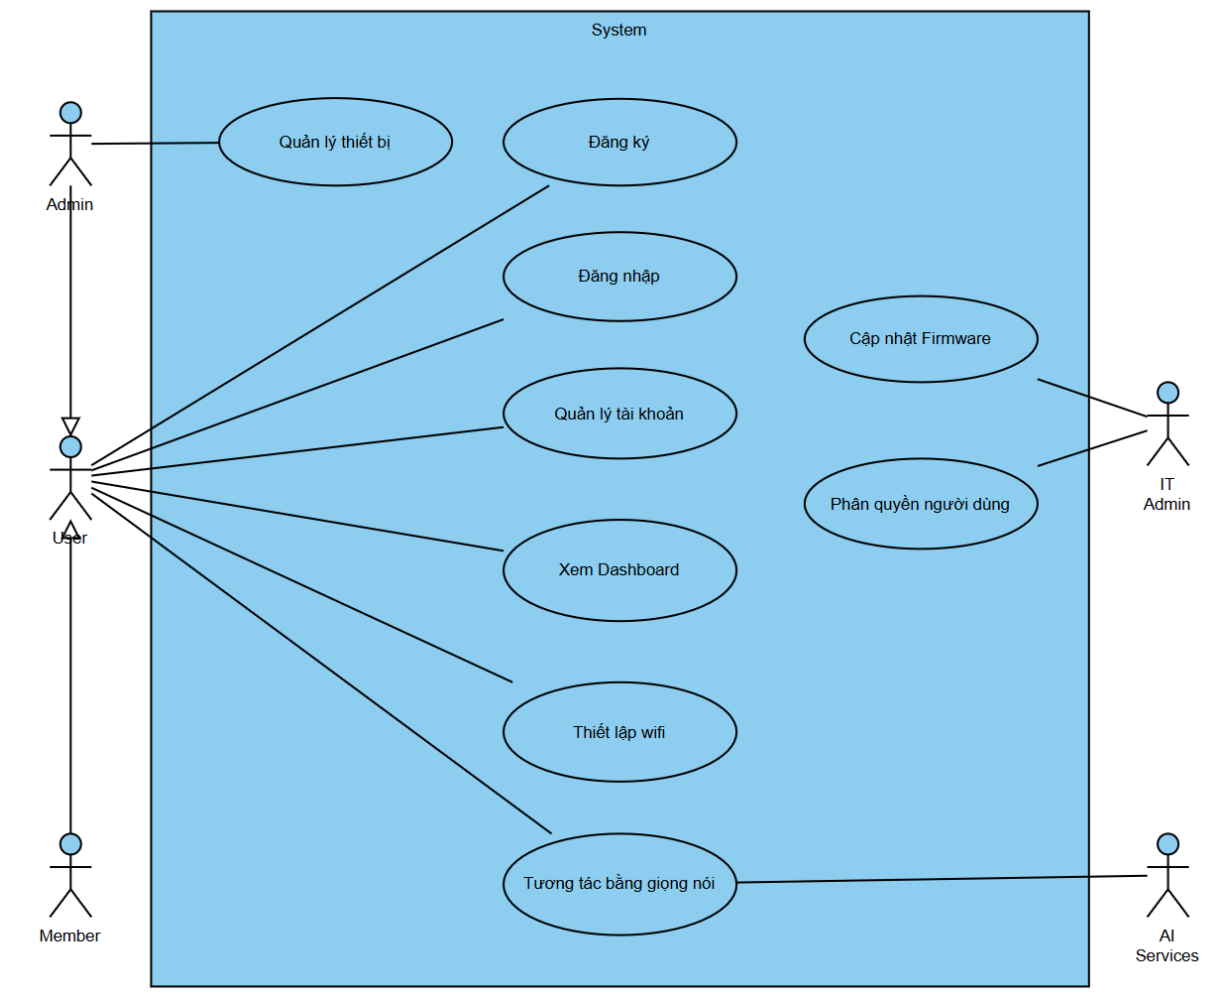 System
Quản lý thiết bị
Đăng ký
Admin
Đăng nhập
Cập nhật Firmware
Quản lý tài khoản
IT
Admin
Phân quyền người dùng
User
Xem Dashboard
Thiết lập wifi
Tương tác bằng giọng nói
Member
AI
Services